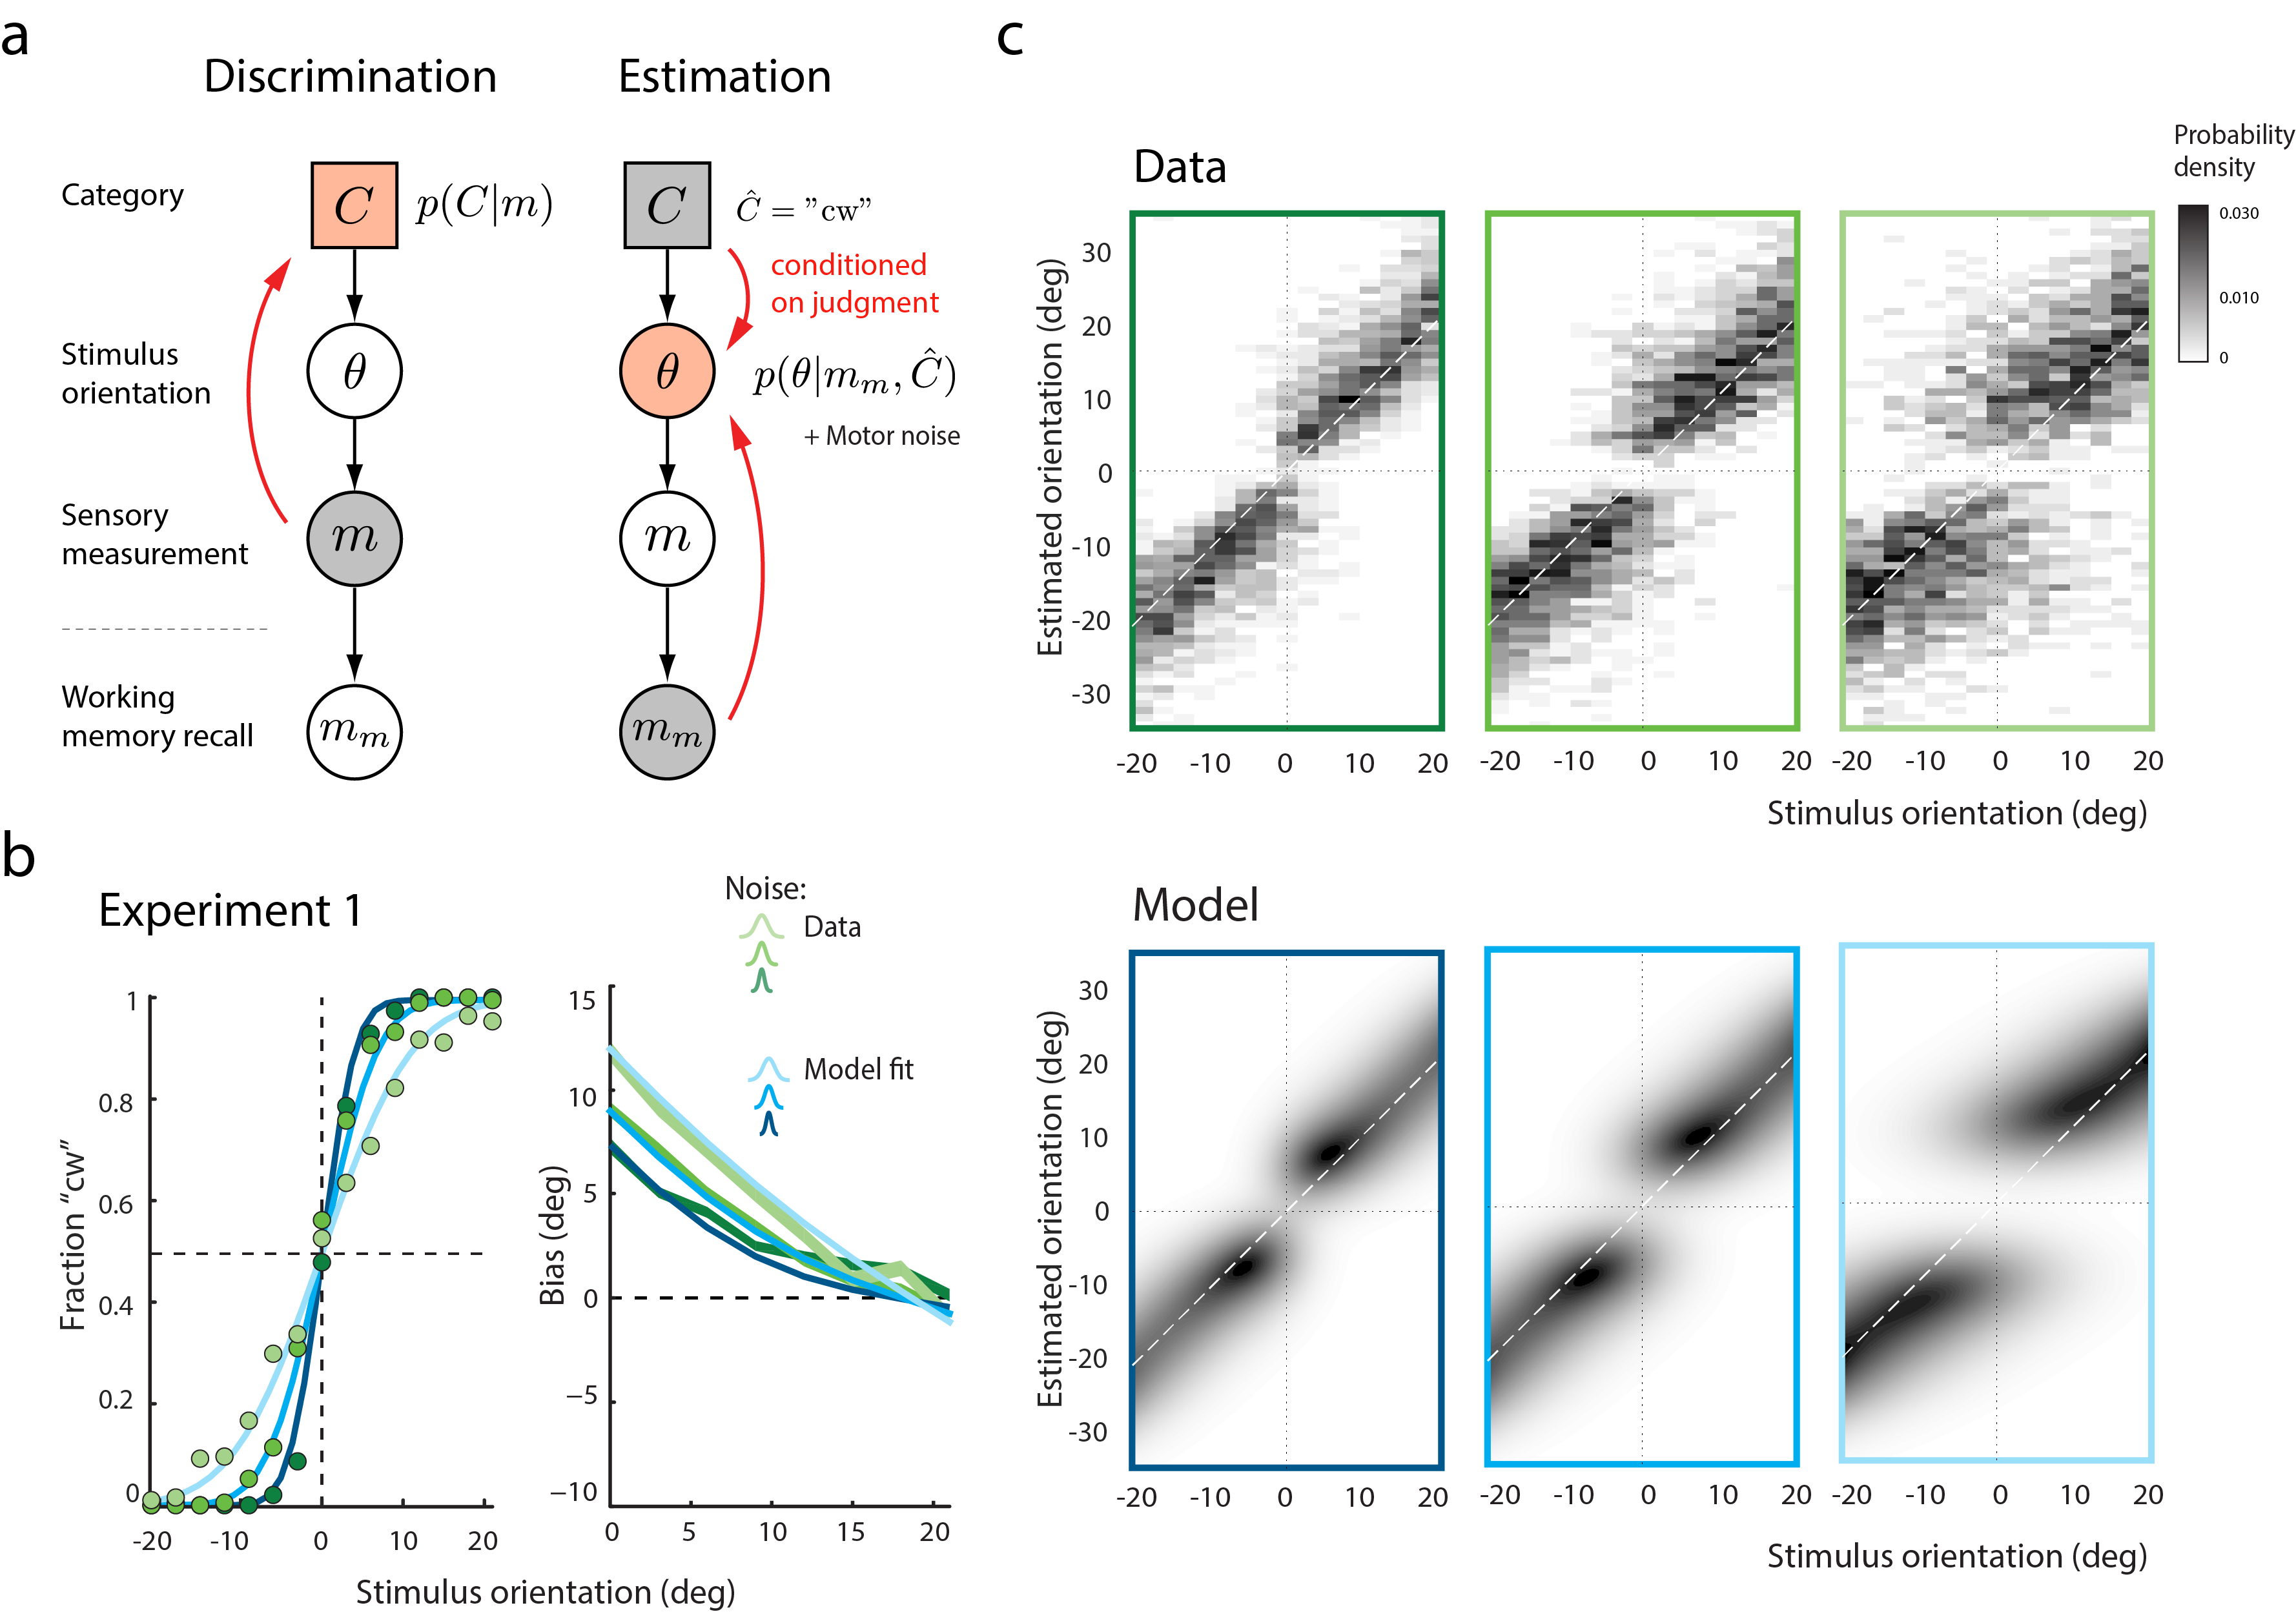 a
Discrimination
Estimation
Category
C
p(C|m)
C
Ĉ = ”cw”
conditioned
on judgment
Stimulus
orientation
θ
θ
p(θ|mₘ, Ĉ)
+ Motor noise
Sensory
measurement
m
m
Working
memory recall
mₘ
mₘ
b
Experiment 1
Noise:
Data
Model fit
Fraction “cw”
1
0.8
0.6
0.4
0.2
0
-20 -10 0 10 20
Bias (deg)
15
10
5
0
−5
−10
0 5 10 15 20
Stimulus orientation (deg)
c
Data
Probability
density
0.030
0.010
0
Estimated orientation (deg)
30
20
10
0
-10
-20
-30
-20 -10 0 10 20
-20 -10 0 10 20
-20 -10 0 10 20
Stimulus orientation (deg)
Model
Estimated orientation (deg)
30
20
10
0
-10
-20
-30
-20 -10 0 10 20
-20 -10 0 10 20
-20 -10 0 10 20
Stimulus orientation (deg)